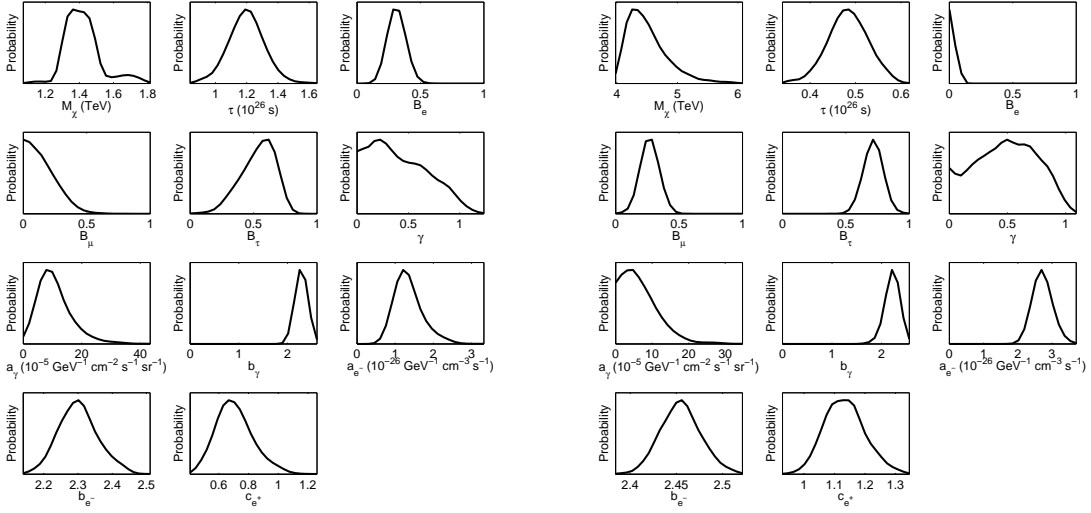 Probability
1.2 1.4 1.6 1.8
M_χ (TeV)
Probability
1 1.2 1.4 1.6
τ (10^26 s)
Probability
0 0.5 1
B_e
Probability
0 0.5 1
B_μ
Probability
0 0.5 1
B_τ
Probability
0 0.5 1
γ
Probability
0 20 40
a_γ (10^−5 GeV^−1 cm^−2 s^−1 sr^−1)
Probability
0 1 2
b_γ
Probability
0 1 2 3
a_e^− (10^−26 GeV^−1 cm^−3 s^−1)
Probability
2.2 2.3 2.4 2.5
b_e^−
Probability
0.6 0.8 1 1.2
c_e^+
Probability
4 5 6
M_χ (TeV)
Probability
0.4 0.5 0.6
τ (10^26 s)
Probability
0 0.5 1
B_e
Probability
0 0.5 1
B_μ
Probability
0 0.5 1
B_τ
Probability
0 0.5 1
γ
Probability
0 10 20 30
a_γ (10^−5 GeV^−1 cm^−2 s^−1 sr^−1)
Probability
0 1 2
b_γ
Probability
0 1 2 3
a_e^− (10^−26 GeV^−1 cm^−3 s^−1)
Probability
2.4 2.45 2.5
b_e^−
Probability
1 1.1 1.2 1.3
c_e^+